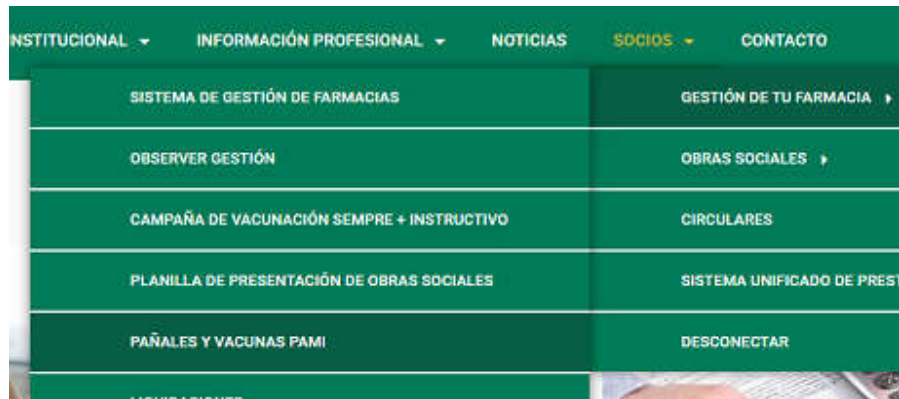 INSTITUCIONAL
INFORMACIÓN PROFESIONAL
NOTICIAS
SOCIOS
CONTACTO
SISTEMA DE GESTIÓN DE FARMACIAS
OBSERVER GESTIÓN
CAMPAÑA DE VACUNACIÓN SEMPRE + INSTRUCTIVO
PLANILLA DE PRESENTACIÓN DE OBRAS SOCIALES
PAÑALES Y VACUNAS PAMI
GESTIÓN DE TU FARMACIA
OBRAS SOCIALES
CIRCULARES
SISTEMA UNIFICADO DE PREST
DESCONECTAR